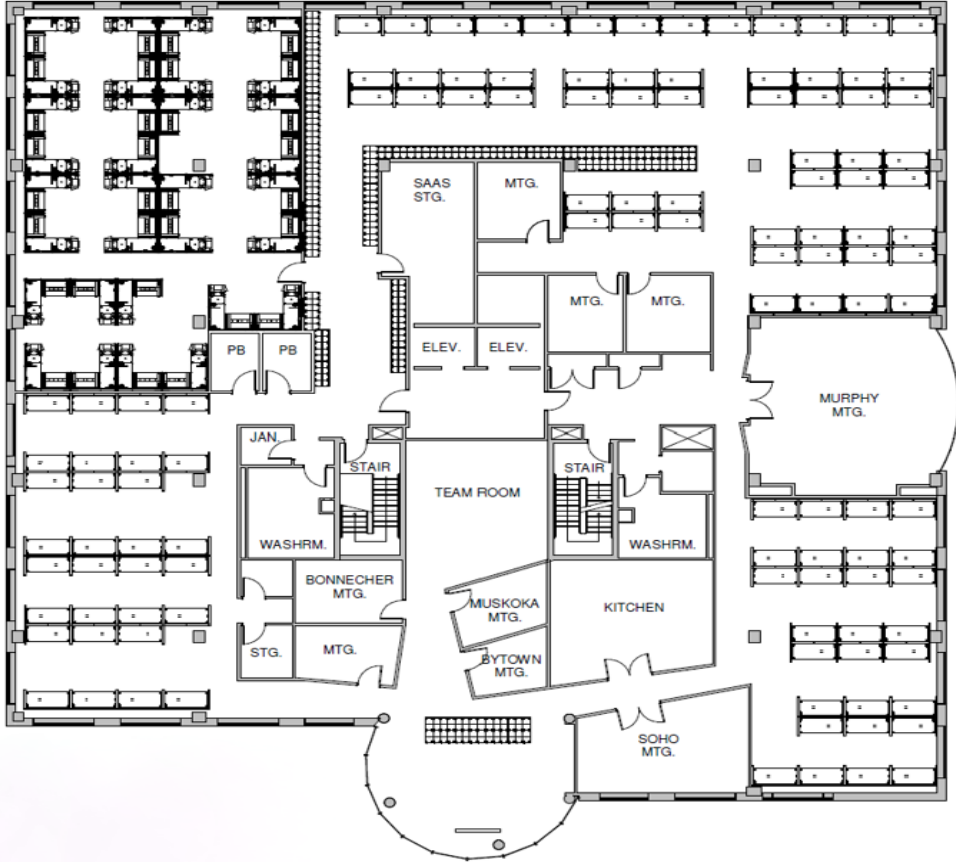 SAAS
STG.
MTG.
MTG.
MTG.
ELEV.
ELEV.
PB
PB
MURPHY
MTG.
JAN.
STAIR
STAIR
TEAM ROOM
WASHRM.
WASHRM.
BONNECHER
MTG.
MUSKOKA
MTG.
KITCHEN
STG.
MTG.
BYTOWN
MTG.
SOHO
MTG.